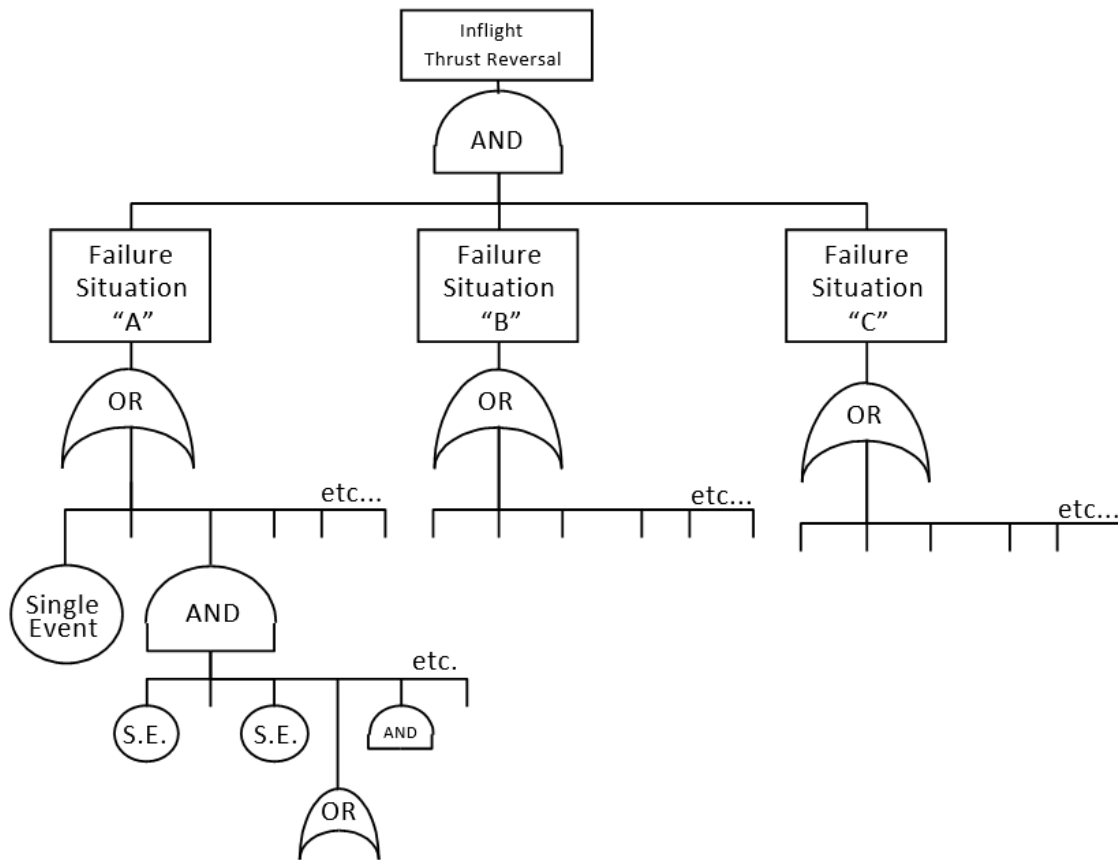 Inflight
Thrust Reversal
AND
Failure
Situation
“A”
Failure
Situation
“B”
Failure
Situation
“C”
OR
OR
OR
etc...
etc...
etc...
Single
Event
AND
etc.
S.E.
S.E.
AND
OR